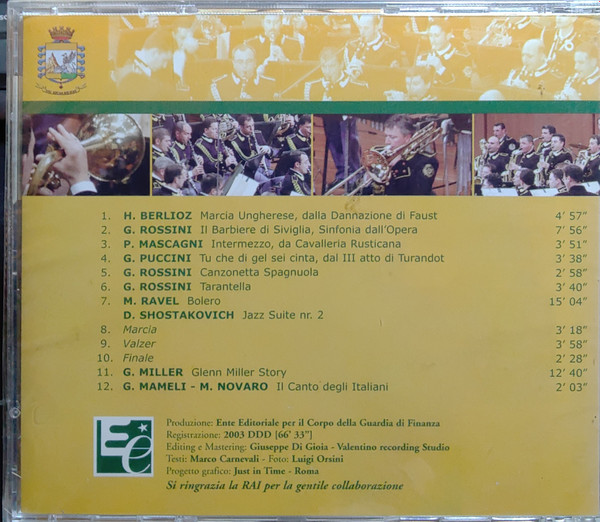 1. H. BERLIOZ Marcia Ungherese, dalla Dannazione di Faust 4' 57"
2. G. ROSSINI Il Barbiere di Siviglia, Sinfonia dall'Opera 7' 56"
3. P. MASCAGNI Intermezzo, da Cavalleria Rusticana 3' 51"
4. G. PUCCINI Tu che di gel sei cinta, dal III atto di Turandot 3' 38"
5. G. ROSSINI Canzonetta Spagnuola 2' 58"
6. G. ROSSINI Tarantella 3' 40"
7. M. RAVEL Bolero 15' 04"
D. SHOSTAKOVICH Jazz Suite nr. 2
8. Marcia 3' 18"
9. Valzer 3' 58"
10. Finale 2' 28"
11. G. MILLER Glenn Miller Story 12' 40"
12. G. MAMELI - M. NOVARO Il Canto degli Italiani 2' 03"
Produzione: Ente Editoriale per il Corpo della Guardia di Finanza
Registrazione: 2003 DDD [66' 33"]
Editing e Mastering: Giuseppe Di Gioia - Valentino recording Studio
Testi: Marco Carnevali - Foto: Luigi Orsini
Progetto grafico: Just in Time - Roma
Si ringrazia la RAI per la gentile collaborazione